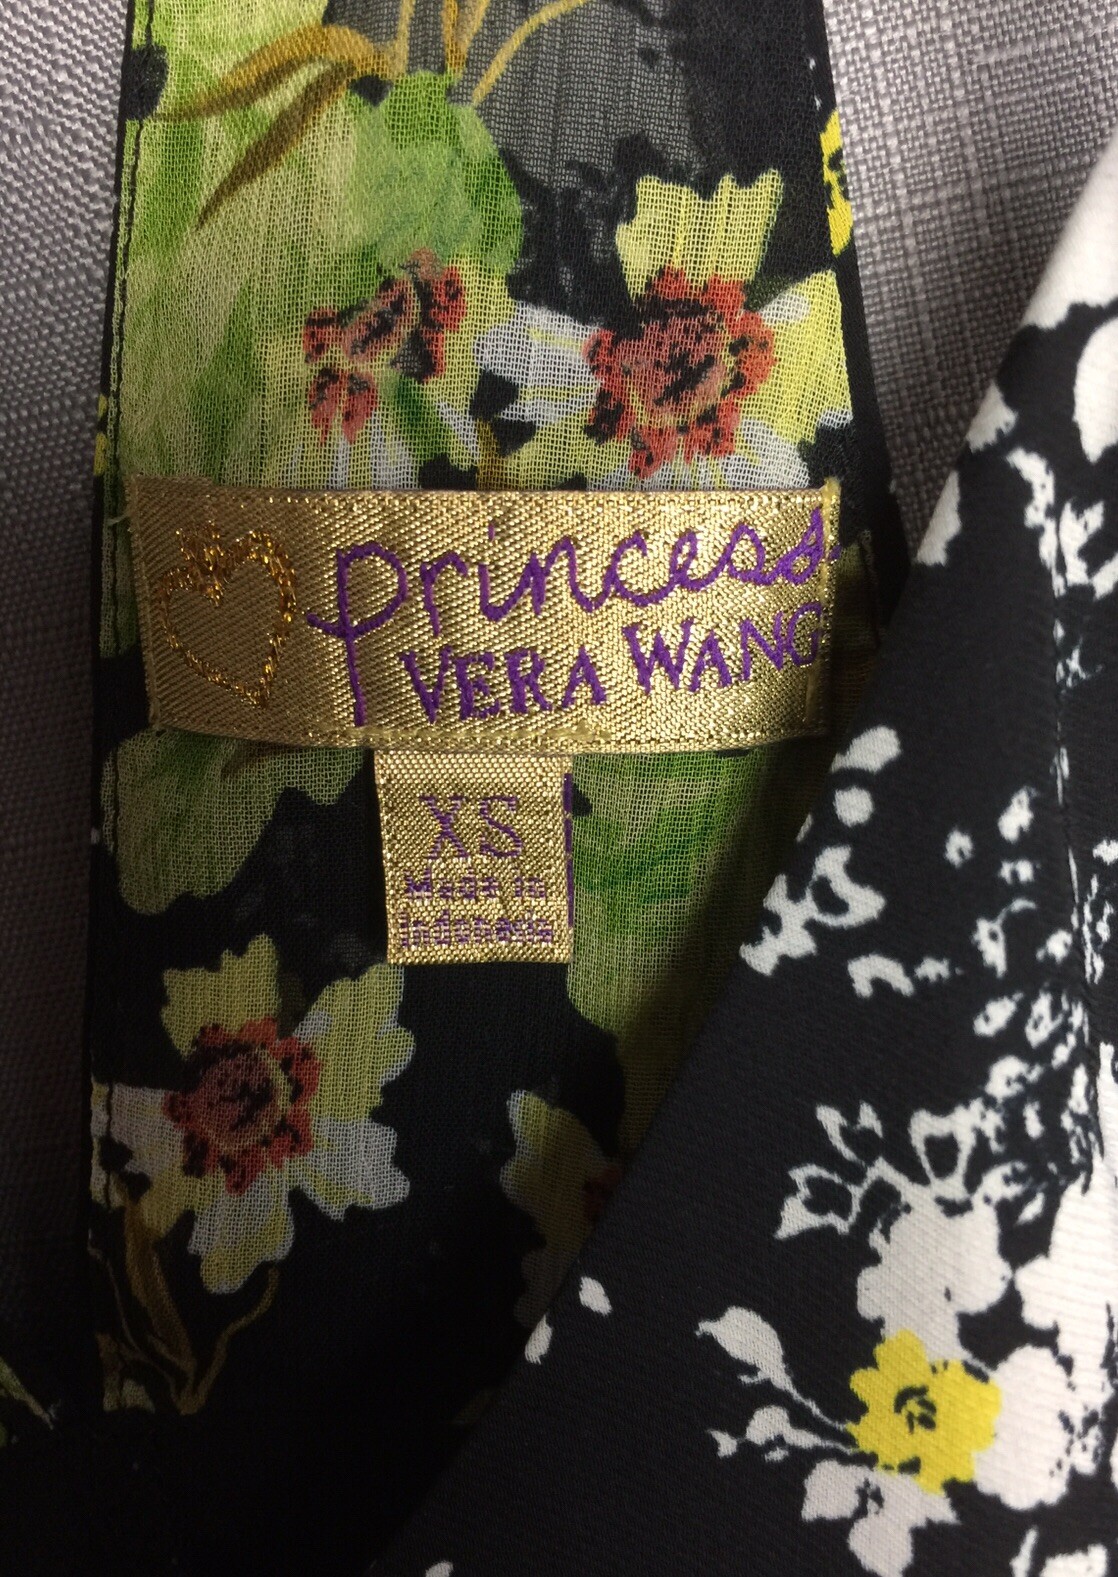 Princess
VERA WANG
XS
Made in
Indonesia